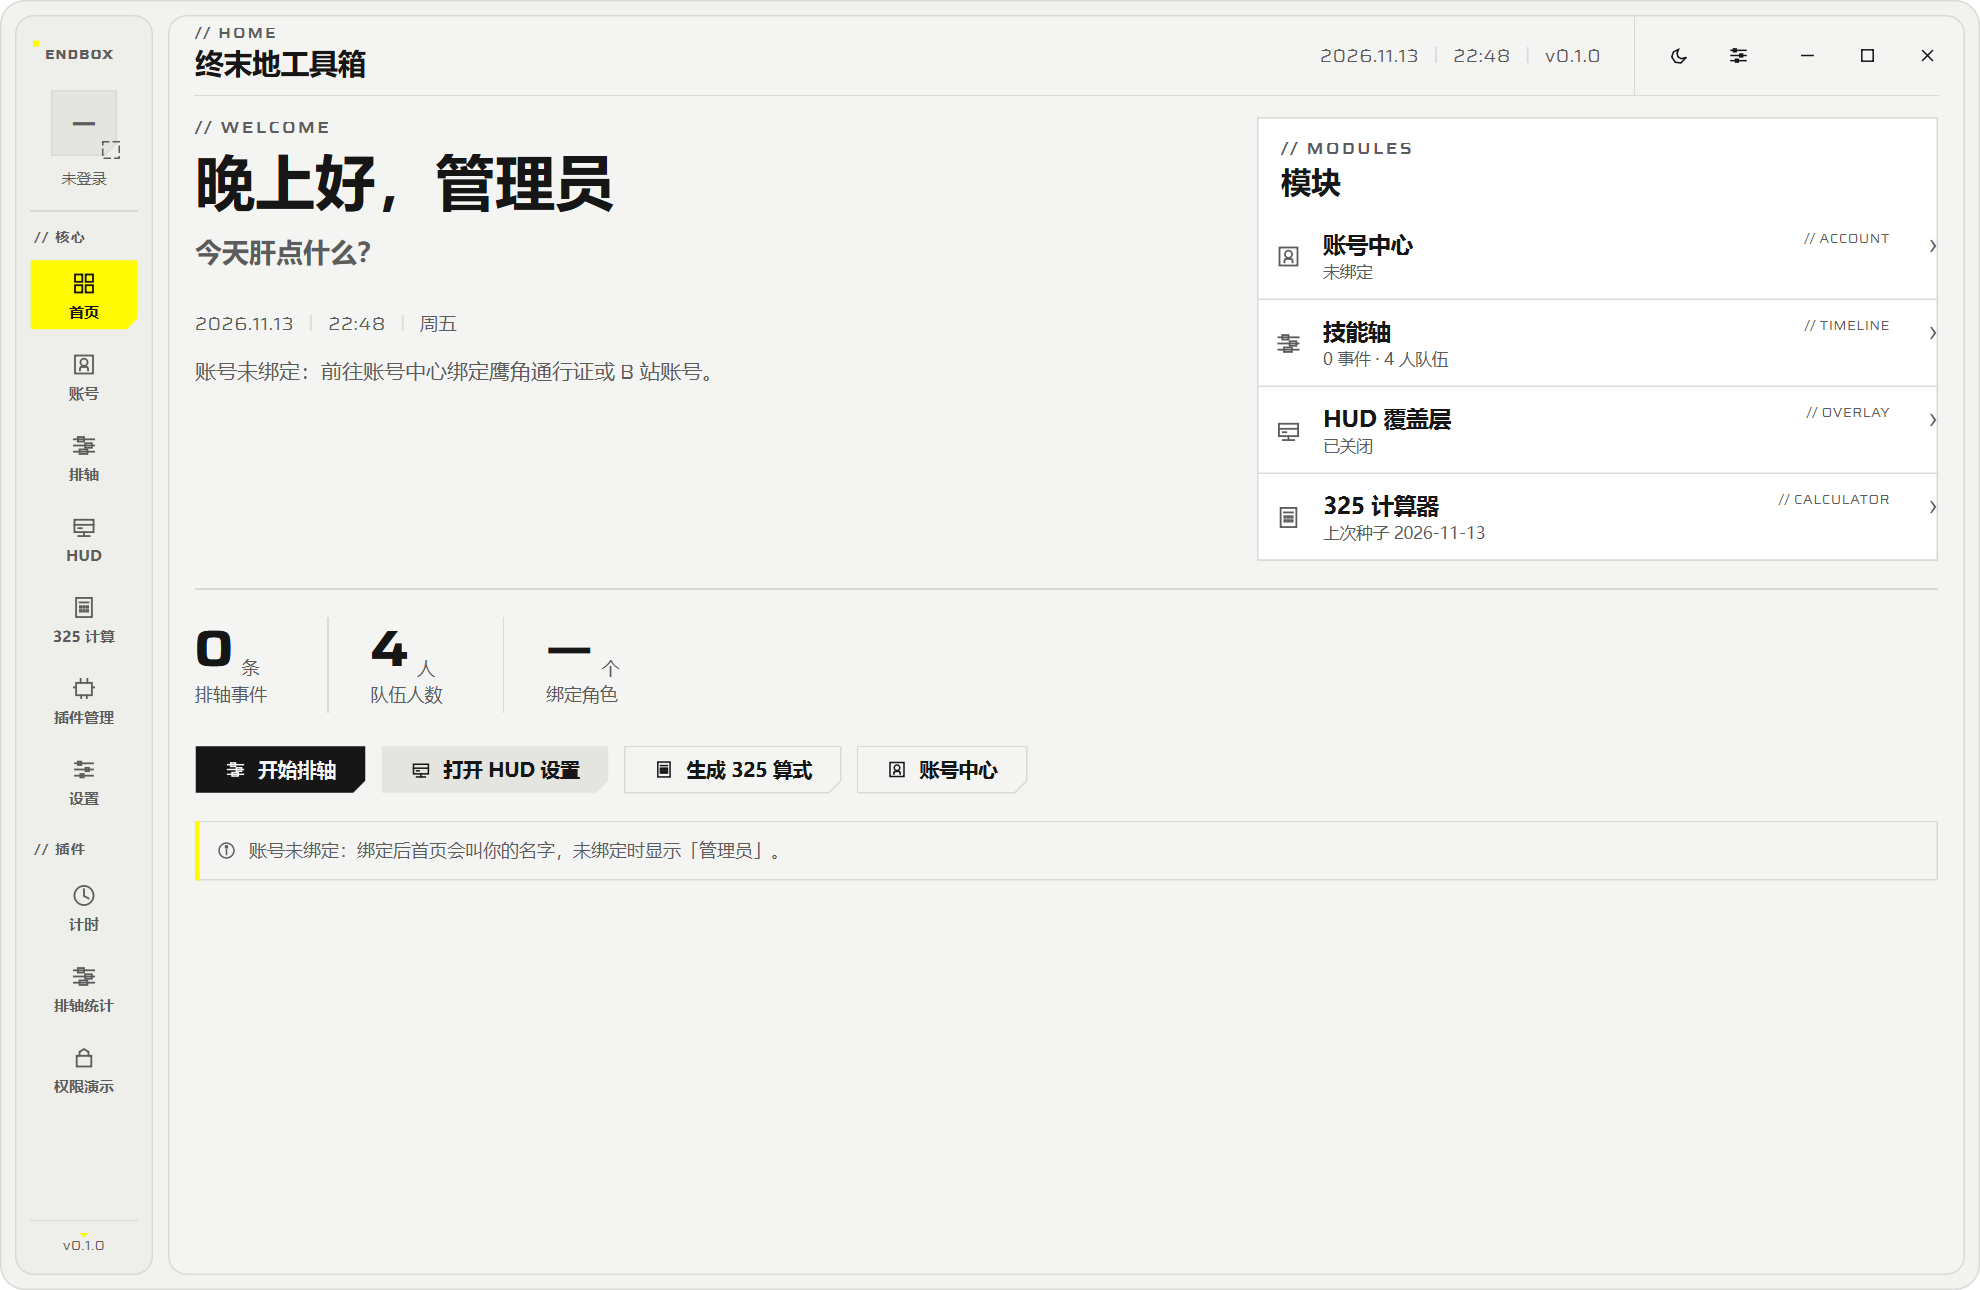 ENDBOX
未登录
// 核心
首页
账号
排轴
HUD
325 计算
插件管理
设置
// 插件
计时
排轴统计
权限演示
v0.1.0
// HOME
终末地工具箱
2026.11.13 | 22:48 | v0.1.0
// WELCOME
晚上好，管理员
今天肝点什么？
2026.11.13 | 22:48 | 周五
账号未绑定：前往账号中心绑定鹰角通行证或 B 站账号。
// MODULES
模块
账号中心
// ACCOUNT
未绑定
技能轴
// TIMELINE
0 事件 · 4 人队伍
HUD 覆盖层
// OVERLAY
已关闭
325 计算器
// CALCULATOR
上次种子 2026-11-13
0 条
排轴事件
4 人
队伍人数
— 个
绑定角色
开始排轴
打开 HUD 设置
生成 325 算式
账号中心
账号未绑定：绑定后首页会叫你的名字，未绑定时显示「管理员」。